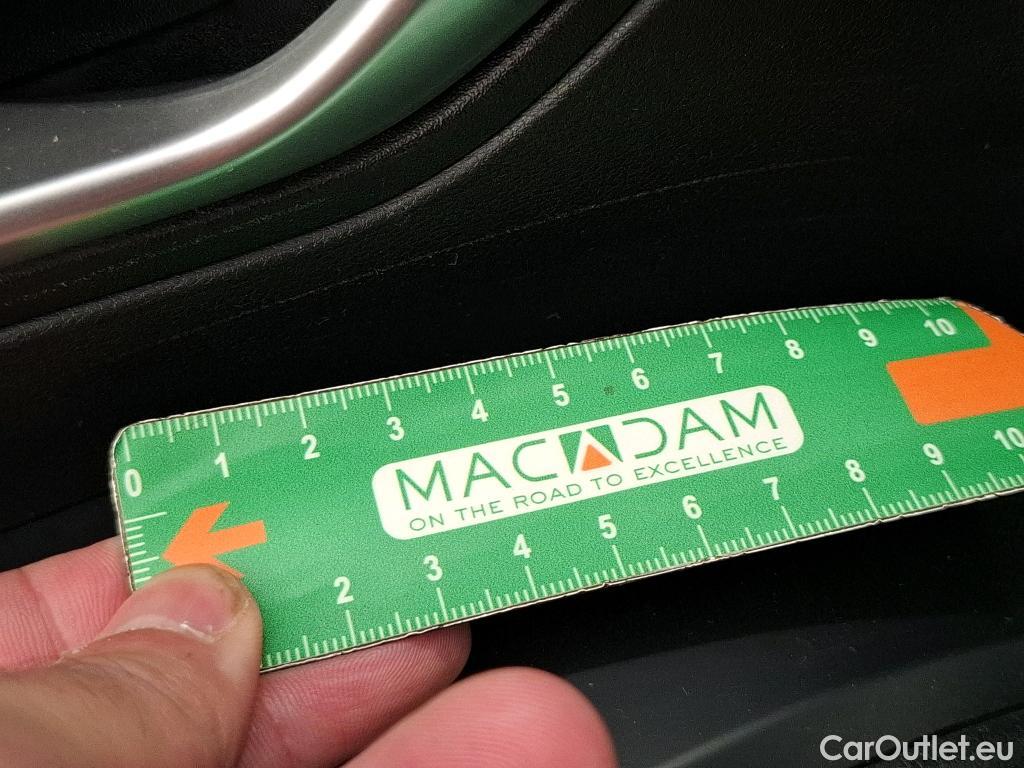 0 1 2 3 4 5 6 7 8 9 10
MACADAM
ON THE ROAD TO EXCELLENCE
2 3 4 5 6 7 8 9 10
CarOutlet.eu